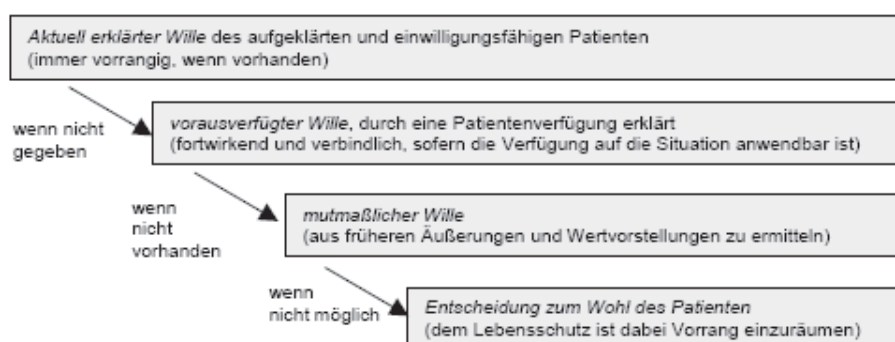 Aktuell erklärter Wille des aufgeklärten und einwilligungsfähigen Patienten
(immer vorrangig, wenn vorhanden)
wenn nicht
gegeben
vorausverfügter Wille, durch eine Patientenverfügung erklärt
(fortwirkend und verbindlich, sofern die Verfügung auf die Situation anwendbar ist)
wenn
nicht
vorhanden
mutmaßlicher Wille
(aus früheren Äußerungen und Wertvorstellungen zu ermitteln)
wenn
nicht möglich
Entscheidung zum Wohl des Patienten
(dem Lebensschutz ist dabei Vorrang einzuräumen)